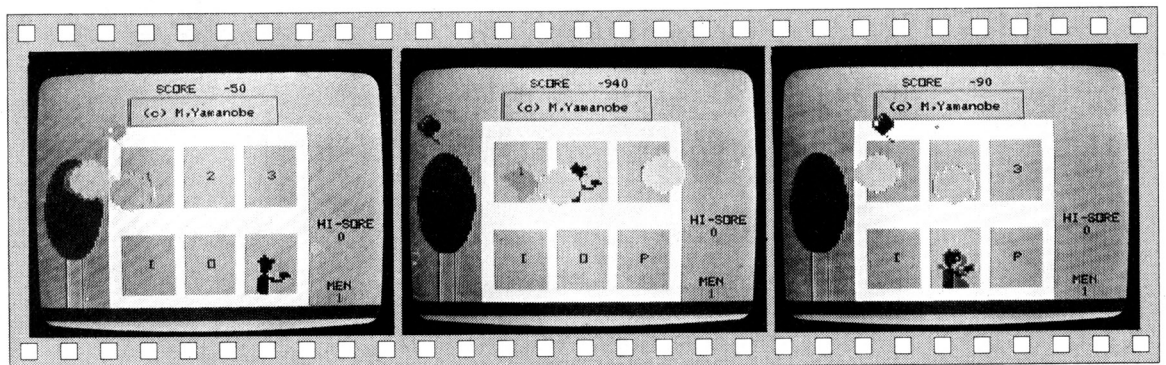 SCORE -50
(c) M,Yamanobe
1 2 3
I O
HI-SORE
0
MEN
1
SCORE -940
(c) M,Yamanobe
1
I O P
HI-SORE
0
MEN
1
SCORE -90
(c) M,Yamanobe
3
I P
HI-SORE
0
MEN
1